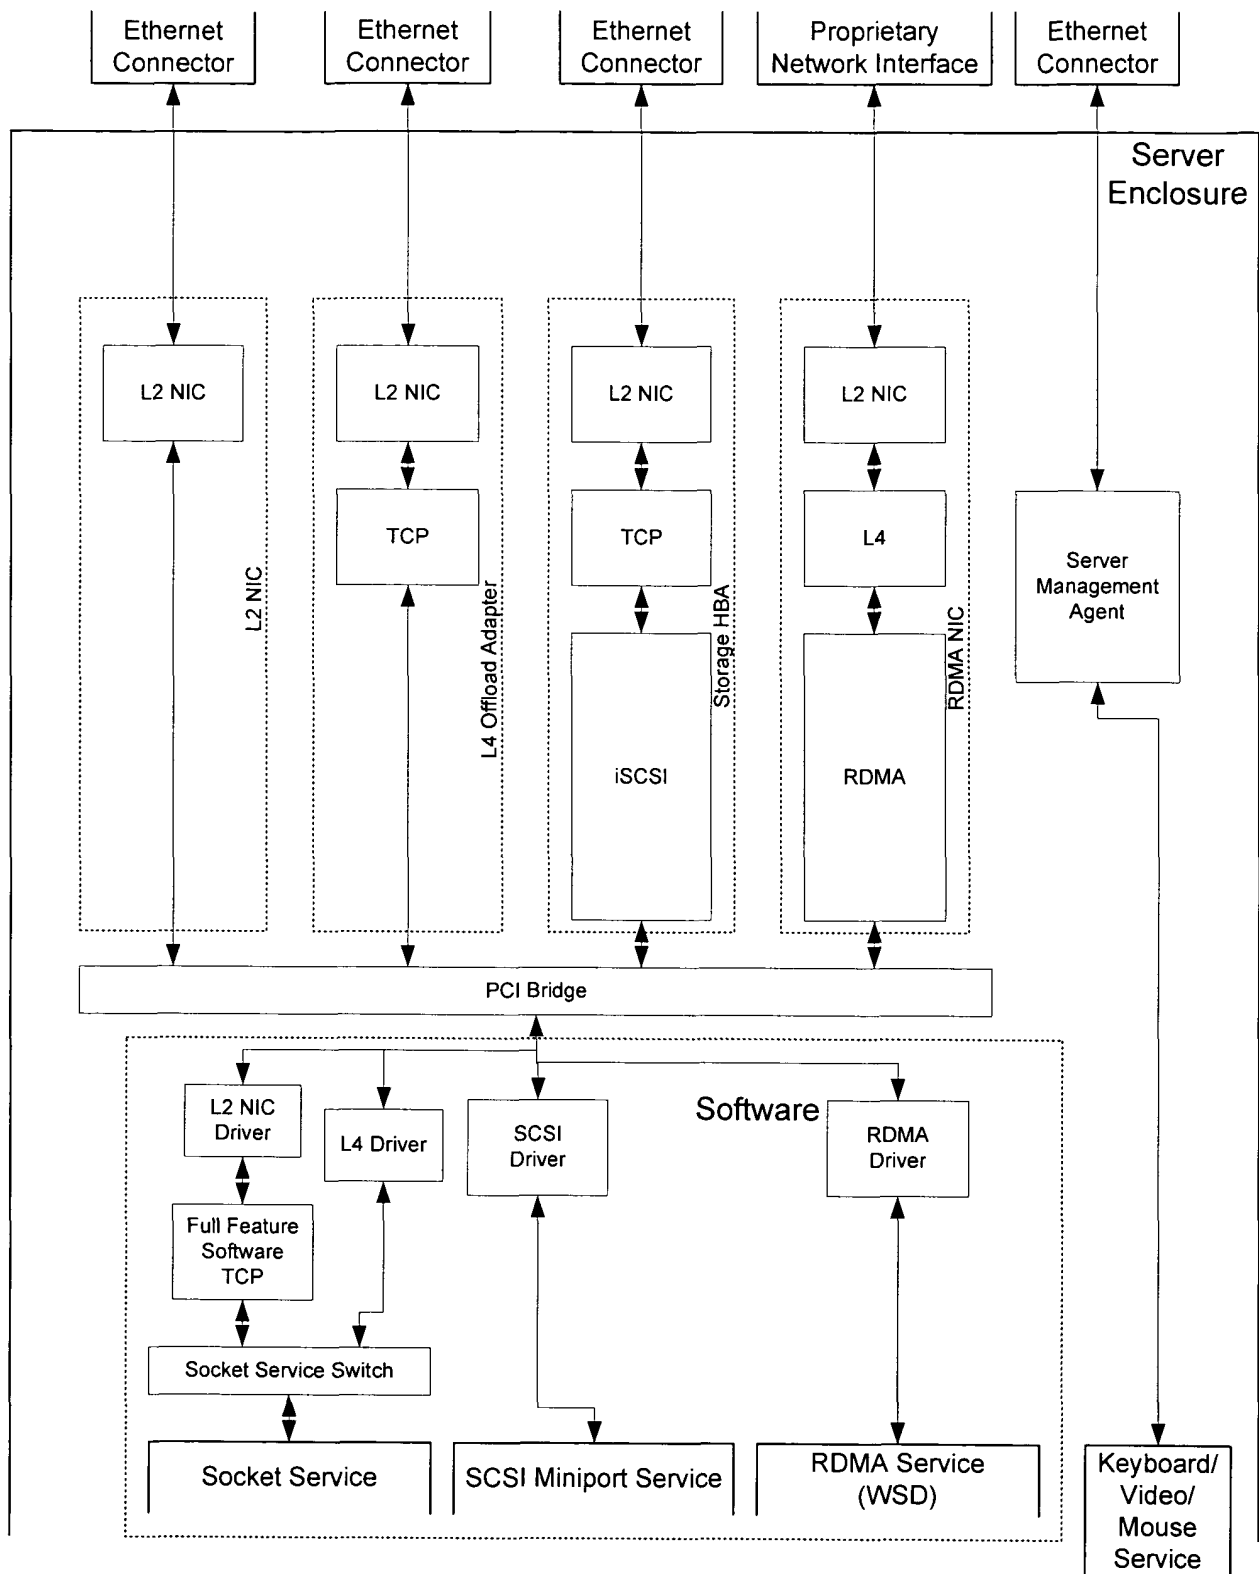 Ethernet
Connector
Ethernet
Connector
Ethernet
Connector
Proprietary
Network Interface
Ethernet
Connector
Server
Enclosure
L2 NIC
L2 NIC
L2 NIC
L2 NIC
TCP
TCP
L4
Server
Management
Agent
L2 NIC
L4 Offload Adapter
Storage HBA
RDMA NIC
iSCSI
RDMA
PCI Bridge
Software
L2 NIC
Driver
L4 Driver
SCSI
Driver
RDMA
Driver
Full Feature
Software
TCP
Socket Service Switch
Socket Service
SCSI Miniport Service
RDMA Service
(WSD)
Keyboard/
Video/
Mouse
Service